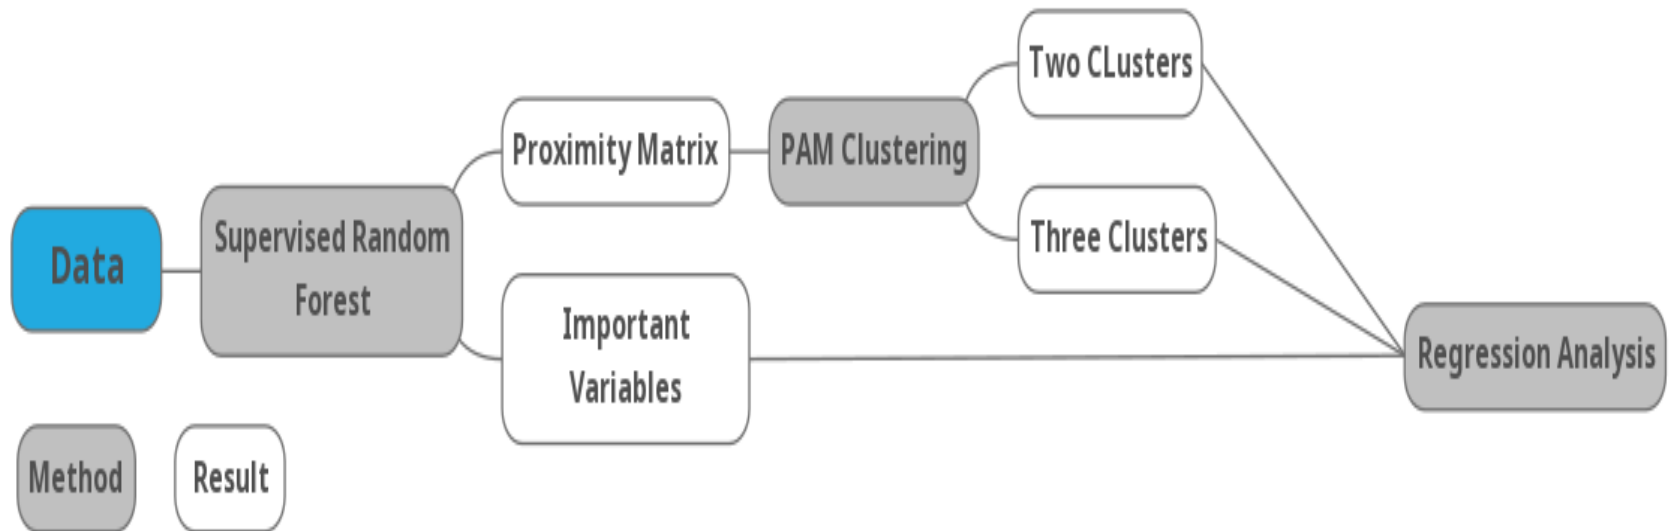 Data
Supervised Random
Forest
Proximity Matrix
PAM Clustering
Two CLusters
Three Clusters
Important
Variables
Regression Analysis
Method
Result